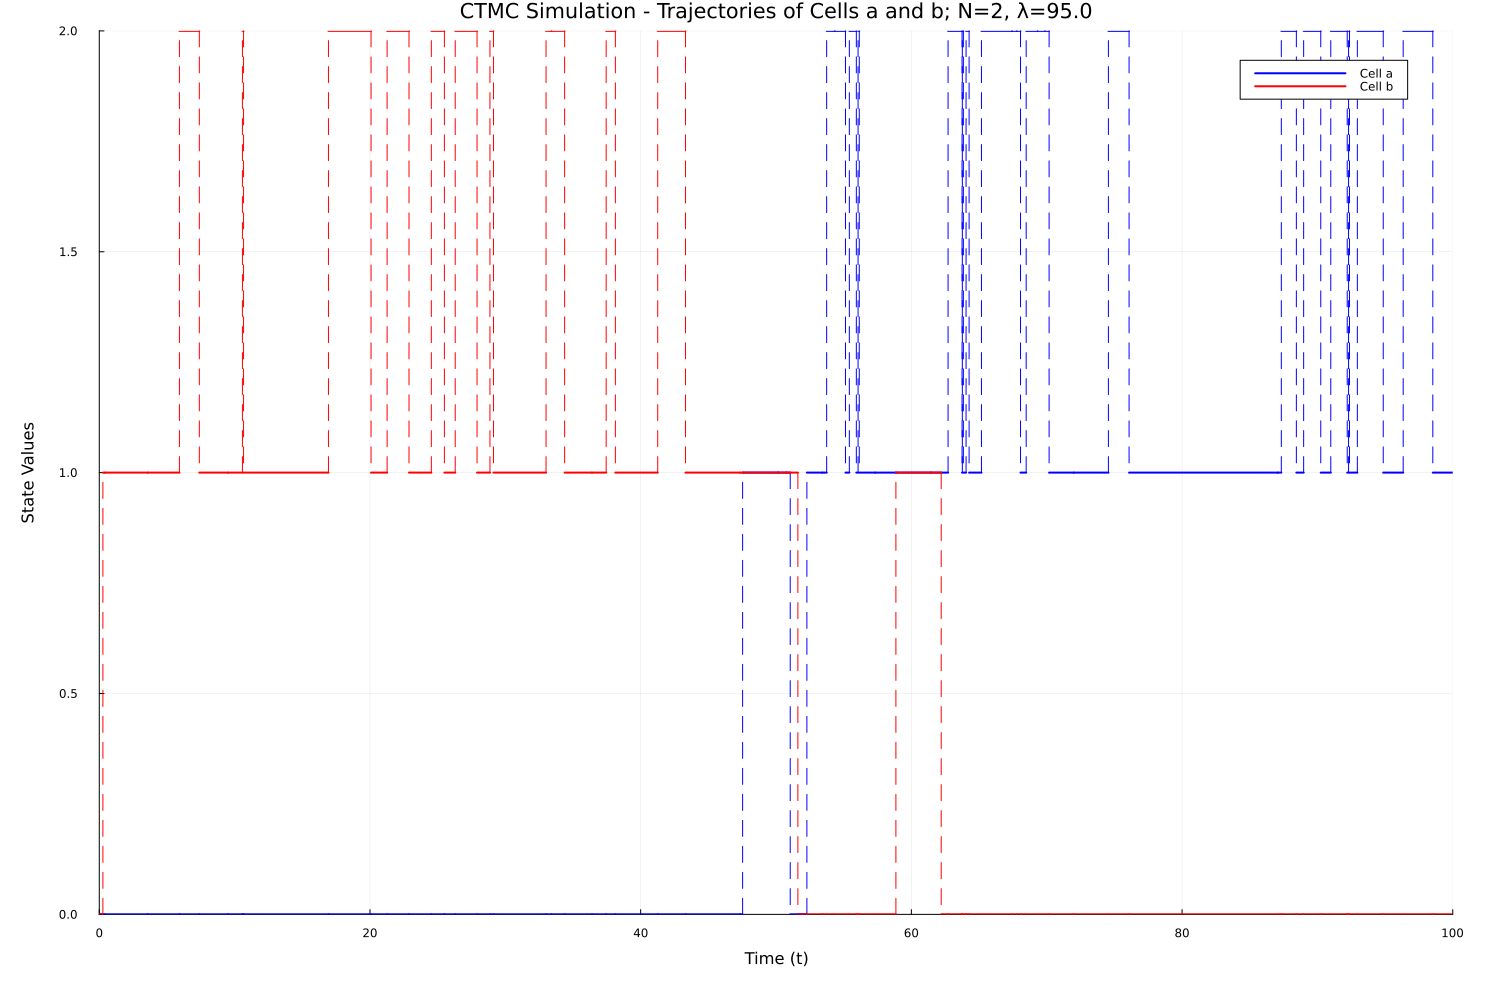 CTMC Simulation - Trajectories of Cells a and b; N=2, λ=95.0
2.0
Cell a
Cell b
1.5
State Values
1.0
0.5
0.0
0 20 40 60 80 100
Time (t)